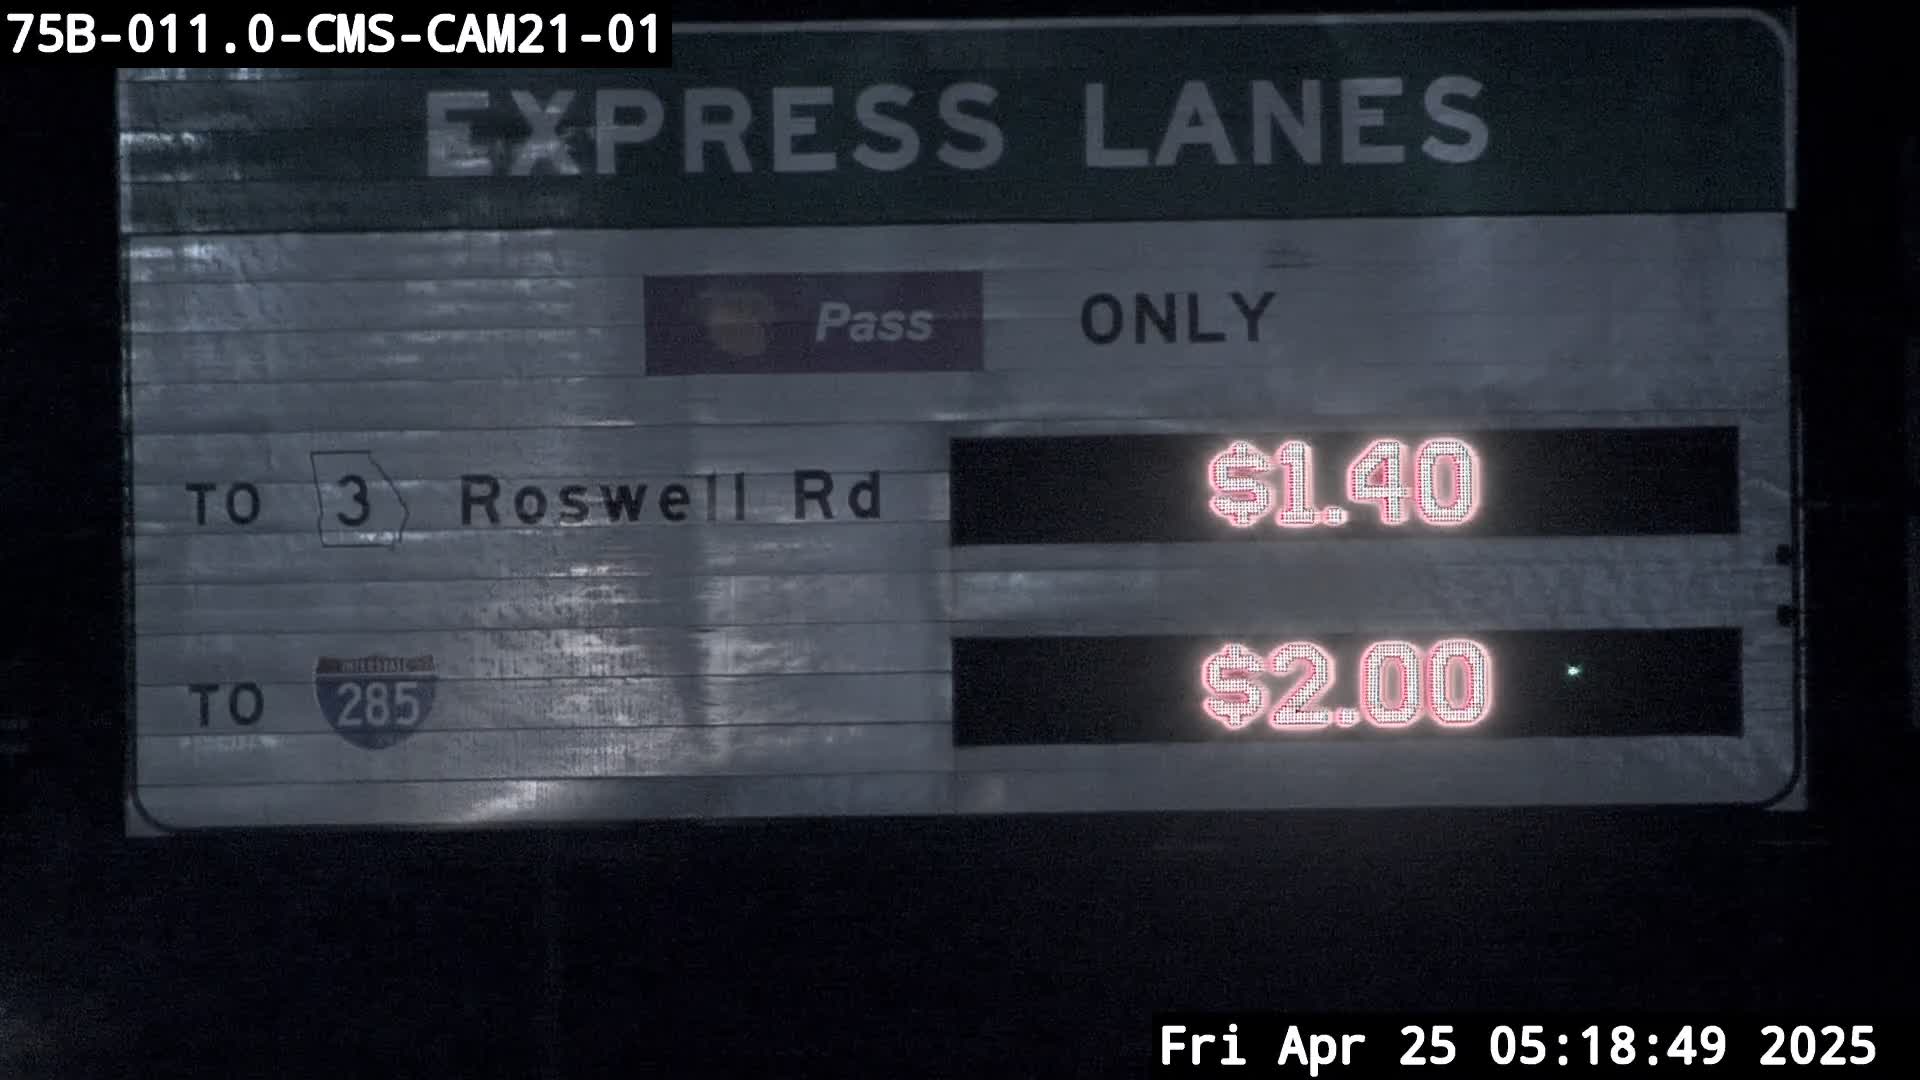 75B-011.0-CMS-CAM21-01
EXPRESS LANES
Pass ONLY
TO 3 Roswell Rd $1.40
TO INTERSTATE 285 $2.00
Fri Apr 25 05:18:49 2025